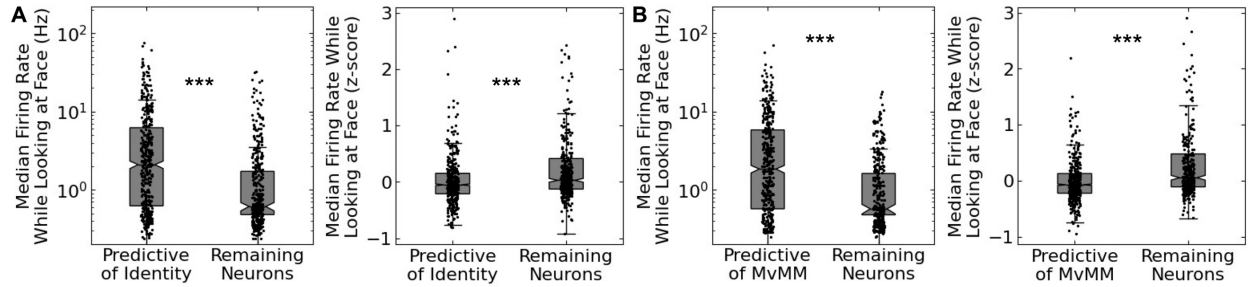 A
Median Firing Rate
While Looking at Face (Hz)
10²
10¹
10⁰
***
Predictive
of Identity
Remaining
Neurons
Median Firing Rate While
Looking at Face (z-score)
3
2
1
0
−1
***
Predictive
of Identity
Remaining
Neurons
B
Median Firing Rate
While Looking at Face (Hz)
10²
10¹
10⁰
***
Predictive
of MvMM
Remaining
Neurons
Median Firing Rate While
Looking at Face (z-score)
3
2
1
0
−1
***
Predictive
of MvMM
Remaining
Neurons